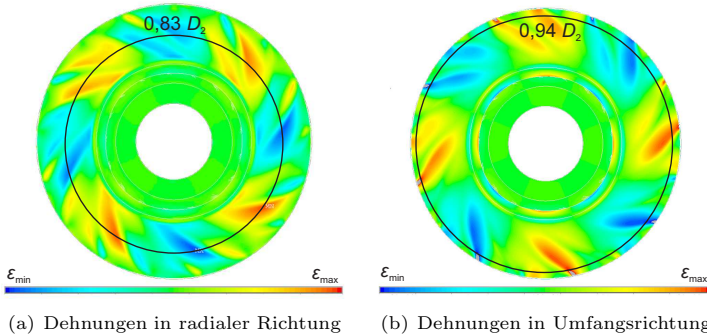 0,83 D₂
0,94 D₂
εmin εmax
εmin εmax
(a) Dehnungen in radialer Richtung
(b) Dehnungen in Umfangsrichtung